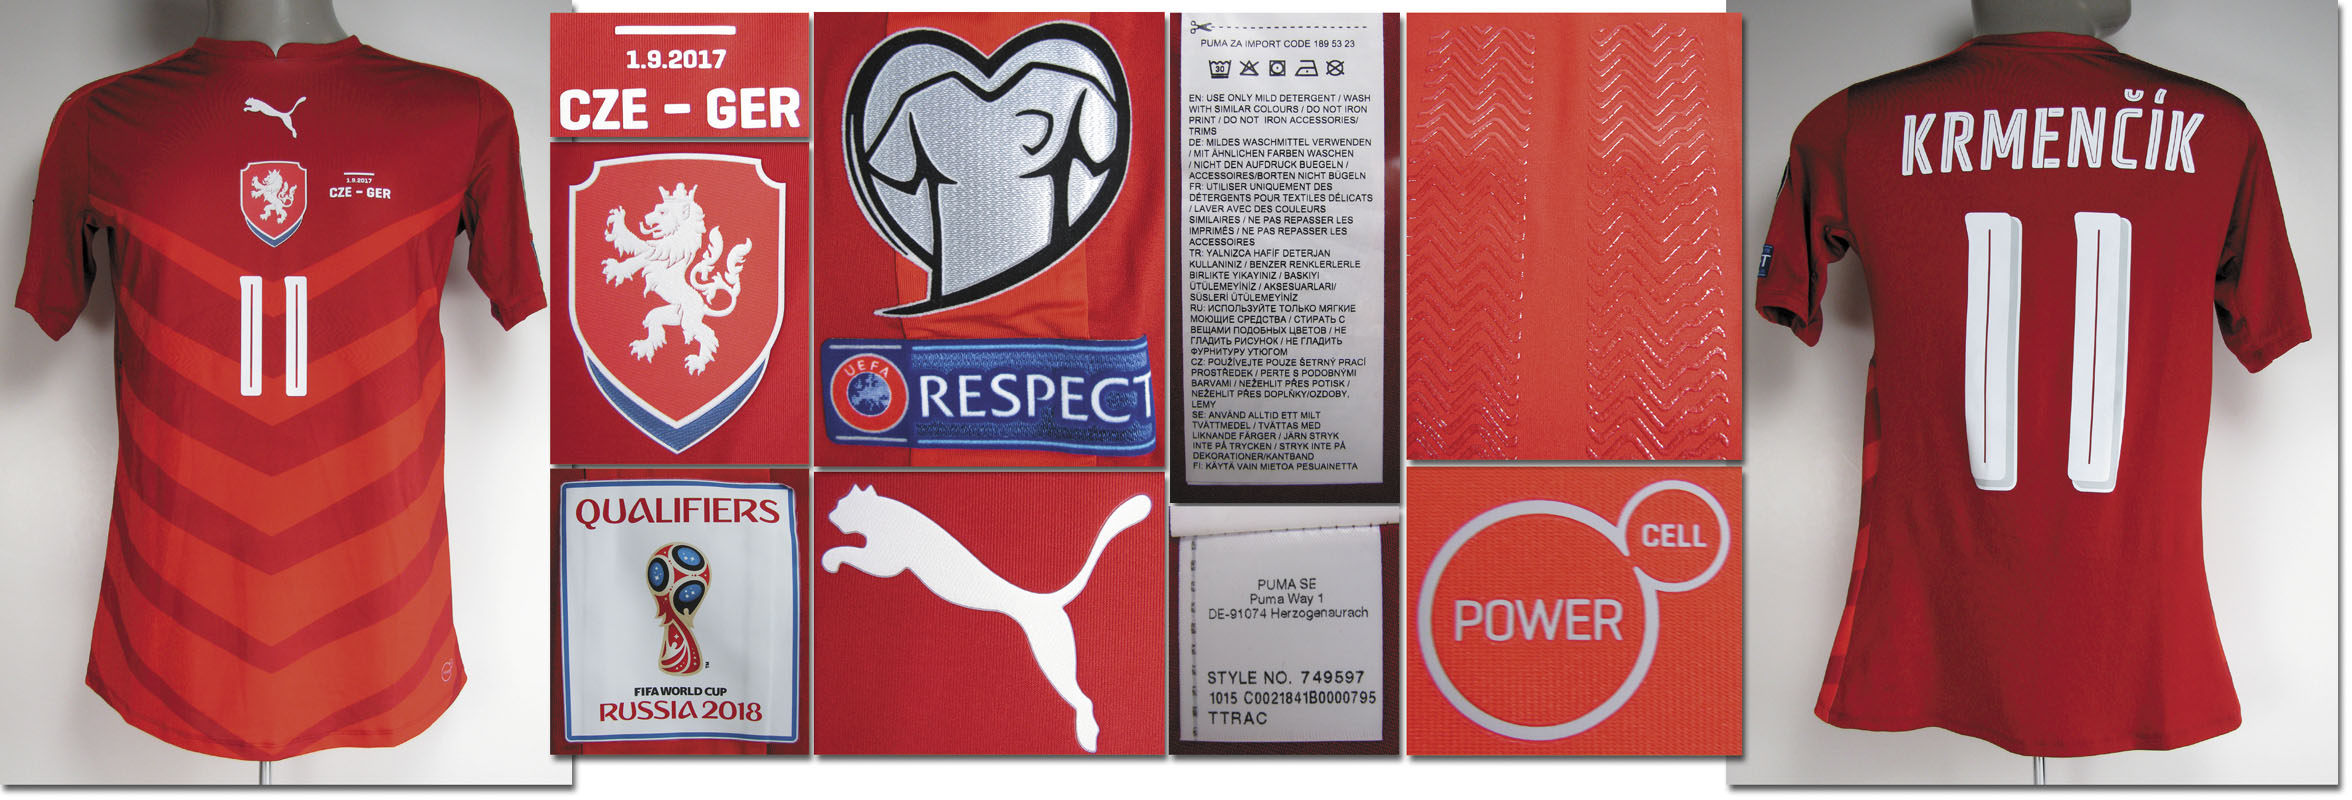 1.9.2017
CZE – GER
11
1.9.2017
CZE – GER
QUALIFIERS
FIFA WORLD CUP
RUSSIA 2018
TM
UEFA
RESPECT
PUMA ZA IMPORT CODE 189 53 23
30
EN: USE ONLY MILD DETERGENT / WASH
WITH SIMILAR COLOURS / DO NOT IRON
PRINT / DO NOT IRON ACCESSORIES/
TRIMS
DE: MILDES WASCHMITTEL VERWENDEN
/ MIT ÄHNLICHEN FARBEN WASCHEN
/ NICHT DEN AUFDRUCK BUEGELN /
ACCESSOIRES/BORTEN NICHT BÜGELN
FR: UTILISER UNIQUEMENT DES
DÉTERGENTS POUR TEXTILES DÉLICATS
/ LAVER AVEC DES COULEURS
SIMILAIRES / NE PAS REPASSER LES
IMPRIMÉS / NE PAS REPASSER LES
ACCESSOIRES
TR: YALNIZCA HAFİF DETERJAN
KULLANINIZ / BENZER RENKLERLERLE
BİRLİKTE YIKAYINIZ / BASKIYI
ÜTÜLEMEYİNİZ / AKSESUARLARI/
SÜSLERİ ÜTÜLEMEYİNİZ
RU: ИСПОЛЬЗУЙТЕ ТОЛЬКО МЯГКИЕ
МОЮЩИЕ СРЕДСТВА / СТИРАТЬ С
ВЕЩАМИ ПОДОБНЫХ ЦВЕТОВ / НЕ
ГЛАДИТЬ РИСУНОК / НЕ ГЛАДИТЬ
ФУРНИТУРУ УТЮГОМ
CZ: POUŽÍVEJTE POUZE ŠETRNÝ PRACÍ
PROSTŘEDEK / PERTE S PODOBNÝMI
BARVAMI / NEŽEHLIT PŘES POTISK /
NEŽEHLIT PŘES DOPLŇKY/OZDOBY,
LEMY
SE: ANVÄND ALLTID ETT MILT
TVÄTTMEDEL / TVÄTTAS MED
LIKNANDE FÄRGER / JÄRN STRYK
INTE PÅ TRYCKEN / STRYK INTE PÅ
DEKORATIONER/KANTBAND
FI: KÄYTÄ VAIN MIETOA PESUAINETTA
PUMA SE
Puma Way 1
DE-91074 Herzogenaurach
STYLE NO. 749597
1015 C0021841B0000795
TTRAC
POWER
CELL
KRMENČÍK
11
T